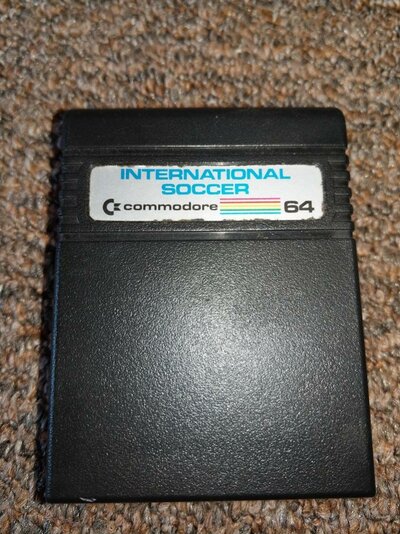 INTERNATIONAL
SOCCER
commodore 64